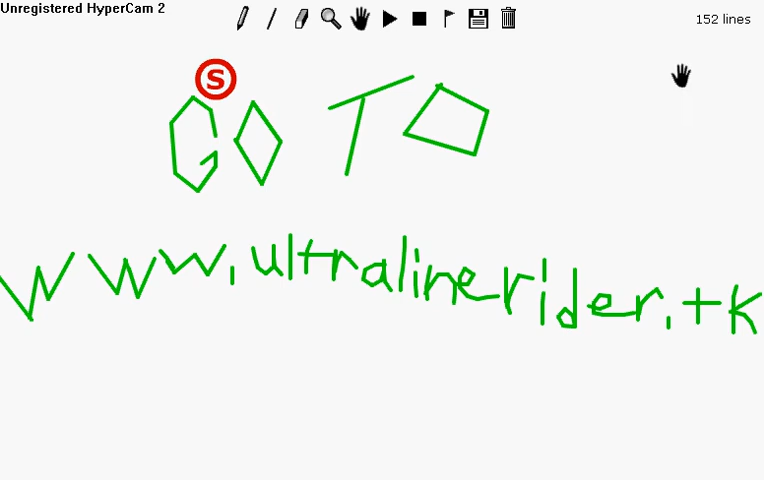 Unregistered HyperCam 2
152 lines
S
GO TO
www.ultralinerider.tk